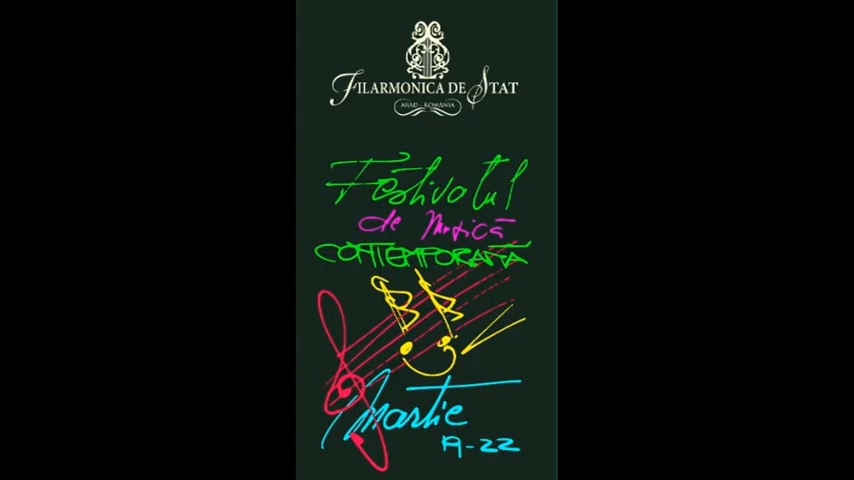 FILARMONICA DE STAT
ARAD - ROMÂNIA
Festivalul
de Muzică
CONTEMPORANĂ
Martie
19-22